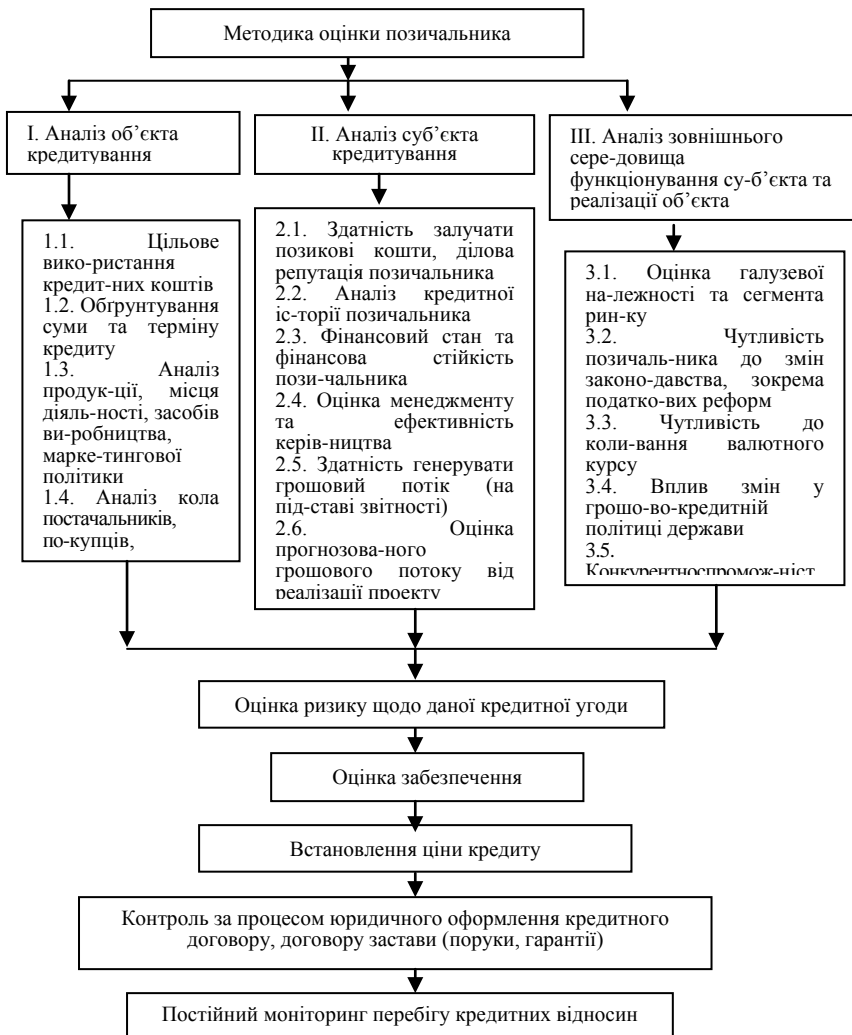 Методика оцінки позичальника
І. Аналіз об’єкта
кредитування
ІІ. Аналіз суб’єкта
кредитування
ІІІ. Аналіз зовнішнього
сере-довища
функціонування су-б’єкта та
реалізації об’єкта
1.1. Цільове
вико-ристання
кредит-них коштів
1.2. Обґрунтування
суми та терміну
кредиту
1.3. Аналіз
продук-ції, місця
діяль-ності, засобів
ви-робництва,
марке-тингової
політики
1.4. Аналіз кола
постачальників,
по-купців,
2.1. Здатність залучати
позикові кошти, ділова
репутація позичальника
2.2. Аналіз кредитної
іс-торії позичальника
2.3. Фінансовий стан та
фінансова стійкість
пози-чальника
2.4. Оцінка менеджменту
та ефективність
керів-ництва
2.5. Здатність генерувати
грошовий потік (на
під-ставі звітності)
2.6. Оцінка
прогнозова-ного
грошового потоку від
реалізації проекту
3.1. Оцінка галузевої
на-лежності та сегмента
рин-ку
3.2. Чутливість
позичаль-ника до змін
законо-давства, зокрема
податко-вих реформ
3.3. Чутливість до
коли-вання валютного
курсу
3.4. Вплив змін у
грошо-во-кредитній
політиці держави
3.5.
Конкурентноспромож-ніст
Оцінка ризику щодо даної кредитної угоди
Оцінка забезпечення
Встановлення ціни кредиту
Контроль за процесом юридичного оформлення кредитного
договору, договору застави (поруки, гарантії)
Постійний моніторинг перебігу кредитних відносин